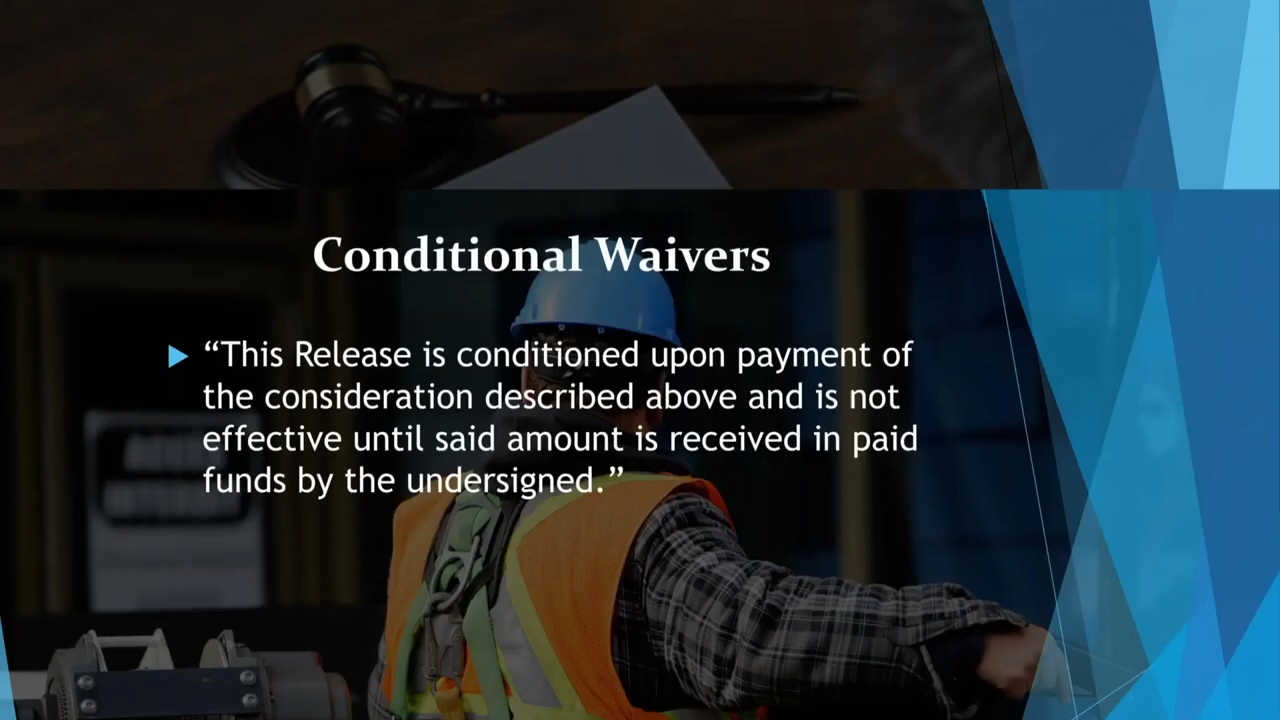 Conditional Waivers
“This Release is conditioned upon payment of
the consideration described above and is not
effective until said amount is received in paid
funds by the undersigned.”